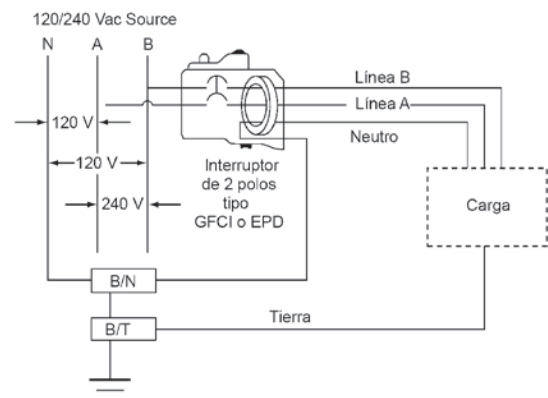 120/240 Vac Source
N A B
Línea B
Línea A
120 V
Neutro
120 V
Interruptor
de 2 polos
tipo
GFCI o EPD
240 V
Carga
B/N
Tierra
B/T